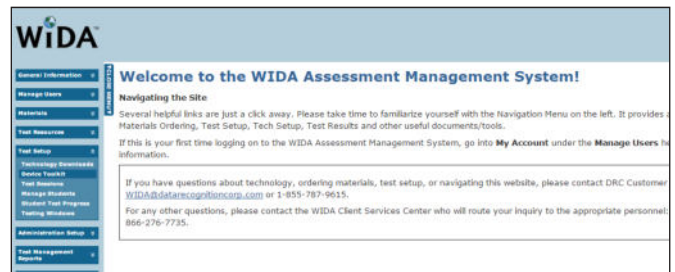 WIDA
General Information
Manage Users
Materials
Test Resources
Test Setup
Technology Downloads
Device Toolkit
Test Sessions
Manage Students
Student Test Progress
Testing Windows
Administration Setup
Test Management
Reports
CLOSE MENU
Welcome to the WIDA Assessment Management System!
Navigating the Site
Several helpful links are just a click away. Please take time to familiarize yourself with the Navigation Menu on the left. It provides a
Materials Ordering, Test Setup, Tech Setup, Test Results and other useful documents/tools.
If this is your first time logging on to the WIDA Assessment Management System, go into My Account under the Manage Users he
information.
If you have questions about technology, ordering materials, test setup, or navigating this website, please contact DRC Customer
WIDA@datarecognitioncorp.com or 1-855-787-9615.
For any other questions, please contact the WIDA Client Services Center who will route your inquiry to the appropriate personnel:
866-276-7735.